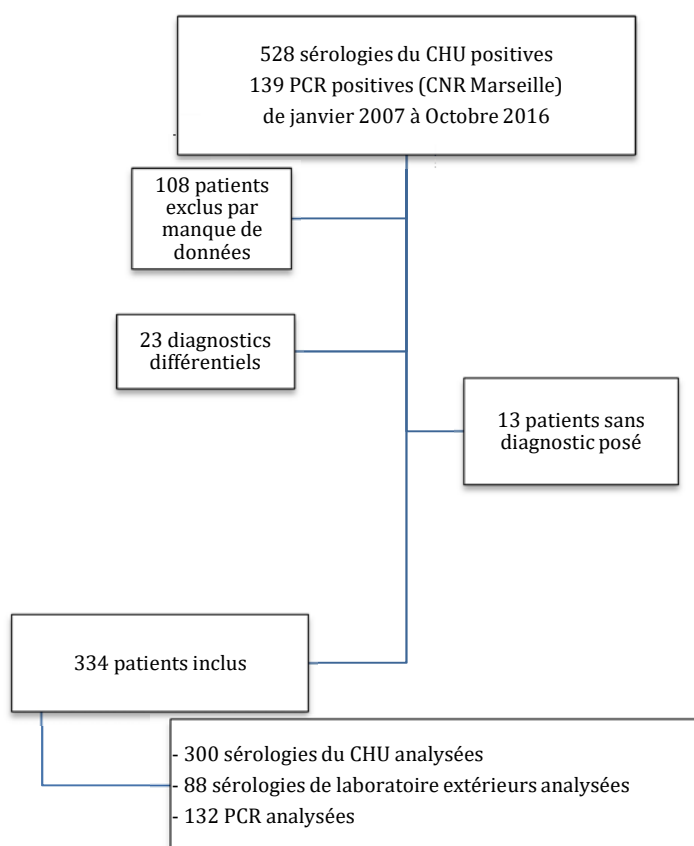 528 sérologies du CHU positives
139 PCR positives (CNR Marseille)
de janvier 2007 à Octobre 2016
108 patients
exclus par
manque de
données
23 diagnostics
différentiels
13 patients sans
diagnostic posé
334 patients inclus
- 300 sérologies du CHU analysées
- 88 sérologies de laboratoire extérieurs analysées
- 132 PCR analysées